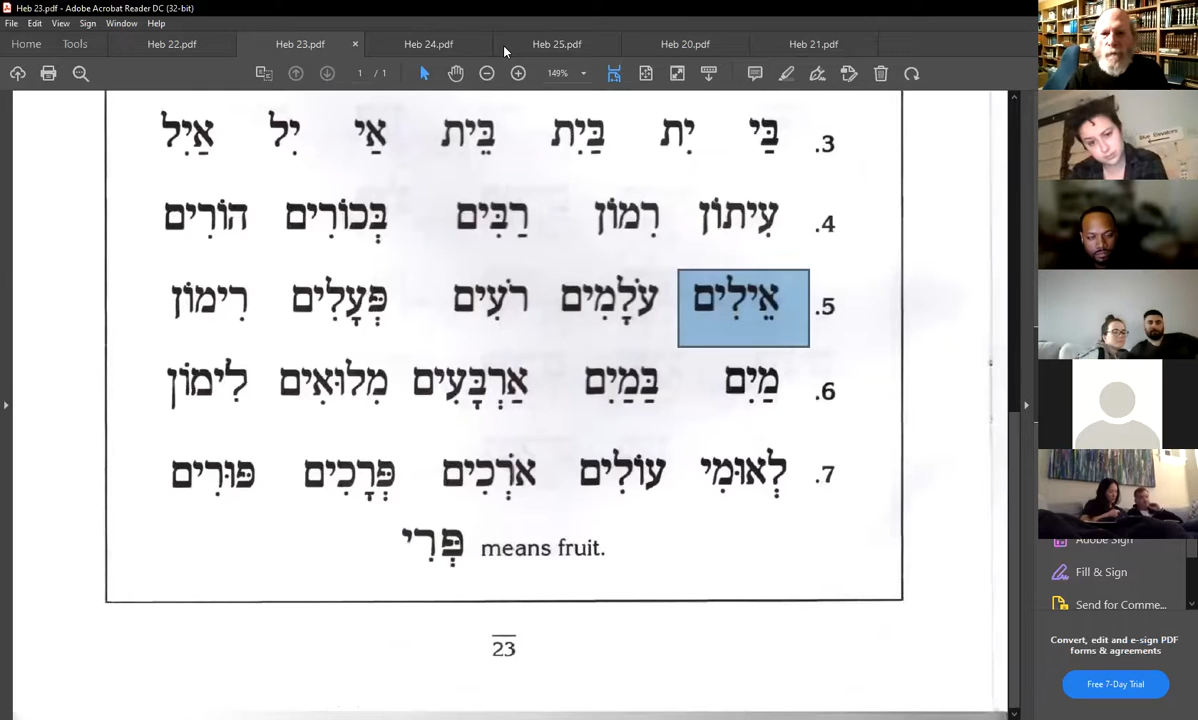 Heb 23.pdf - Adobe Acrobat Reader DC (32-bit)
File Edit View Sign Window Help
Home Tools Heb 22.pdf Heb 23.pdf × Heb 24.pdf Heb 25.pdf Heb 20.pdf Heb 21.pdf
1 / 1 149%
3. בַּי יִת בַּיִת בֵּית אַי יִל אַיִל
4. עִיתוֹן רִמוֹן רַבִּים בְּכוֹרִים הוֹרִים
5. אֵילִים עֹלָמִים רֹעִים פְּעָלִים רִימוֹן
6. מַיִם בַּמַיִם אַרְבָּעִים מִלוּאִים לִימוֹן
7. לְאוּמִי עוֹלִים אֹרְכִים פְּרָכִים פּוּרִים
פְּרִי means fruit.
23
Blue Elevators
Adobe Sign
Fill & Sign
Send for Comme...
Convert, edit and e-sign PDF
forms & agreements
Free 7-Day Trial